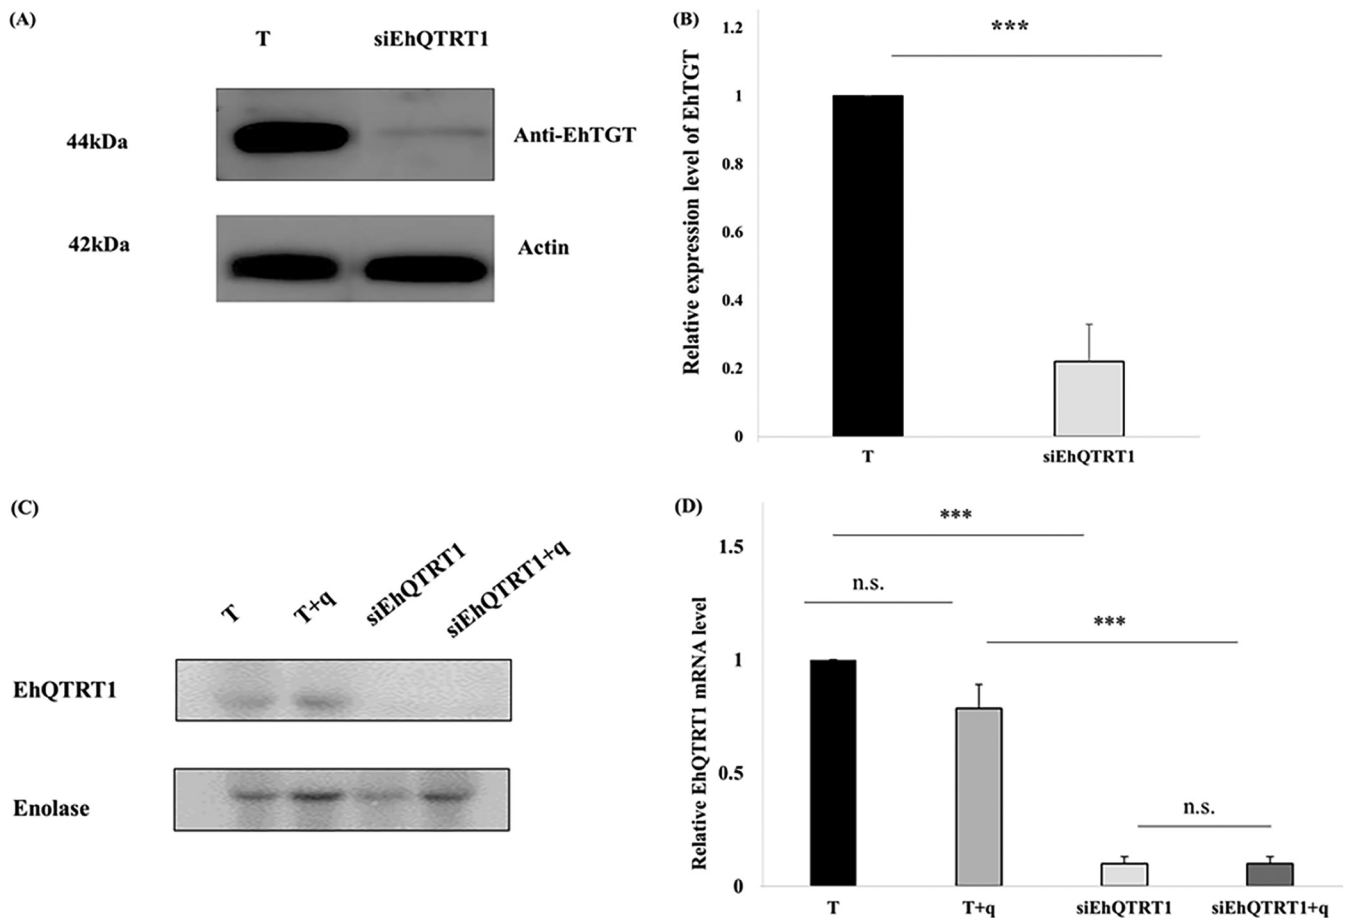 (A)
T siEhQTRT1
44kDa Anti-EhTGT
42kDa Actin
(B)
***
Relative expression level of EhTGT
1.2
1
0.8
0.6
0.4
0.2
0
T siEhQTRT1
(C)
T T+q siEhQTRT1 siEhQTRT1+q
EhQTRT1
Enolase
(D)
***
n.s.
***
n.s.
Relative EhQTRT1 mRNA level
1.5
1
0.5
0
T T+q siEhQTRT1 siEhQTRT1+q